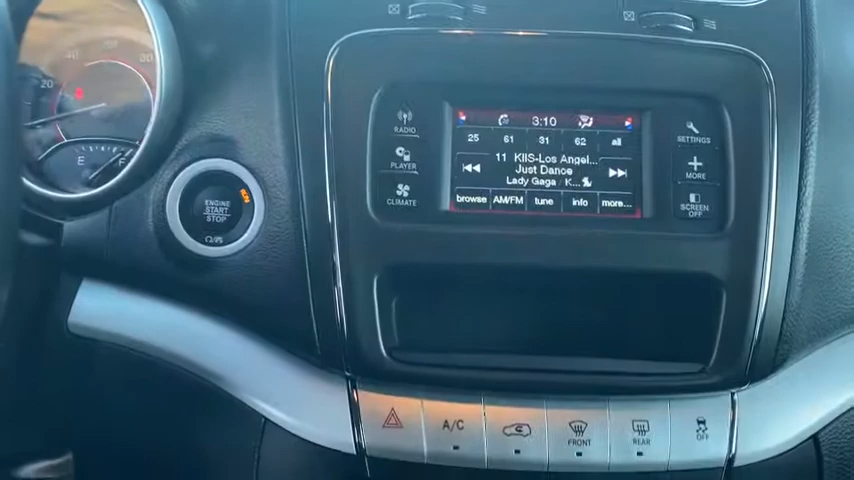 20
E
F
ENGINE
START
STOP
RUN
RADIO
PLAYER
CLIMATE
3:10
25 61 31 62 all
11 KIIS-Los Angel
Just Dance
Lady Gaga / K
browse AM/FM tune info more...
SETTINGS
MORE
SCREEN
OFF
A/C
FRONT
REAR
OFF